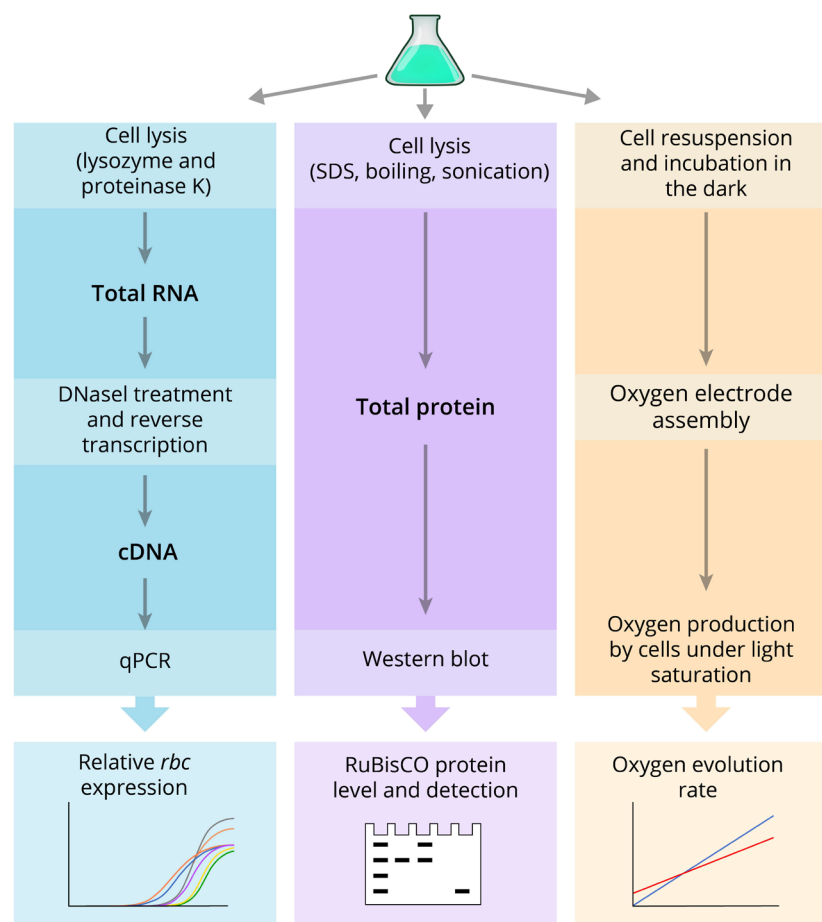 Cell lysis
(lysozyme and
proteinase K)
Total RNA
DNaseI treatment
and reverse
transcription
cDNA
qPCR
Relative rbc
expression
Cell lysis
(SDS, boiling, sonication)
Total protein
Western blot
RuBisCO protein
level and detection
Cell resuspension
and incubation in
the dark
Oxygen electrode
assembly
Oxygen production
by cells under light
saturation
Oxygen evolution
rate